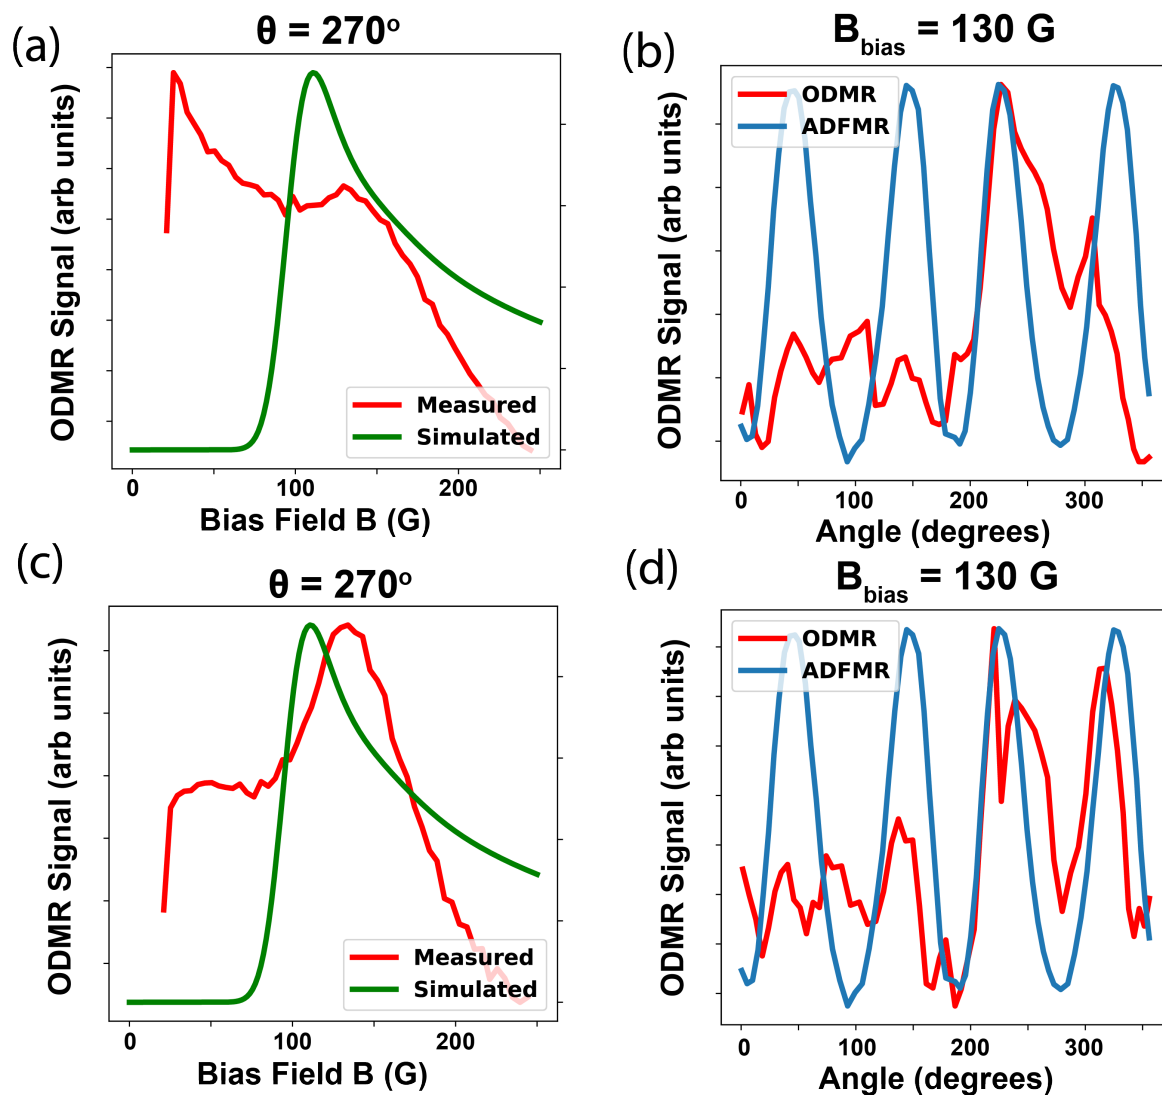 (a)
θ = 270°
ODMR Signal (arb units)
Measured
Simulated
0 100 200
Bias Field B (G)
(b)
B_bias = 130 G
ODMR Signal (arb units)
ODMR
ADFMR
0 100 200 300
Angle (degrees)
(c)
θ = 270°
ODMR Signal (arb units)
Measured
Simulated
0 100 200
Bias Field B (G)
(d)
B_bias = 130 G
ODMR Signal (arb units)
ODMR
ADFMR
0 100 200 300
Angle (degrees)